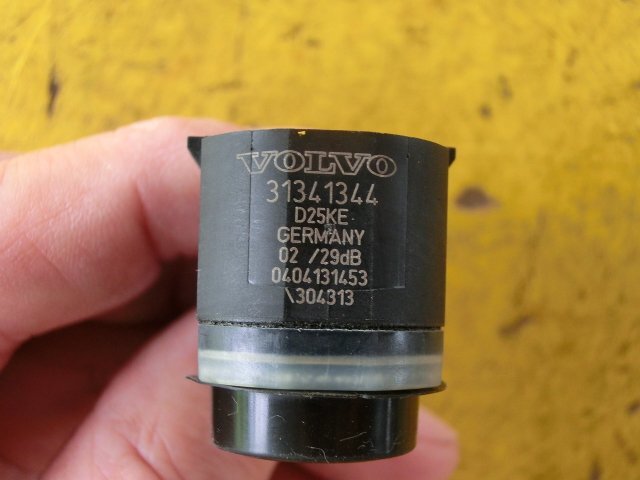 VOLVO
31341344
D25KE
GERMANY
02 /29dB
0404131453
\304313